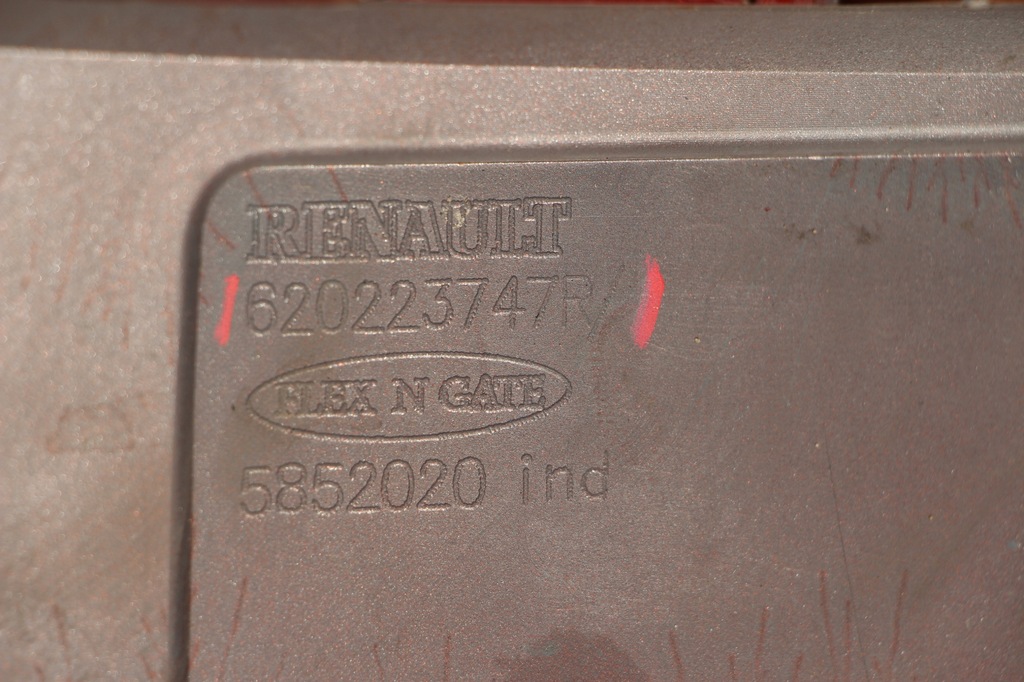 RENAULT
620223747R/
FLEX N GATE
5852020 ind